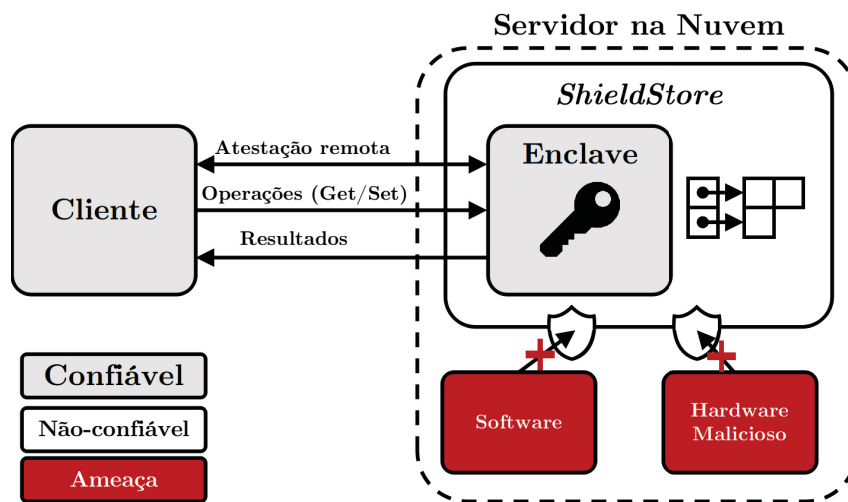 Servidor na Nuvem
ShieldStore
Cliente
Atestação remota
Operações (Get/Set)
Resultados
Enclave
Confiável
Não-confiável
Ameaça
Software
Hardware
Malicioso